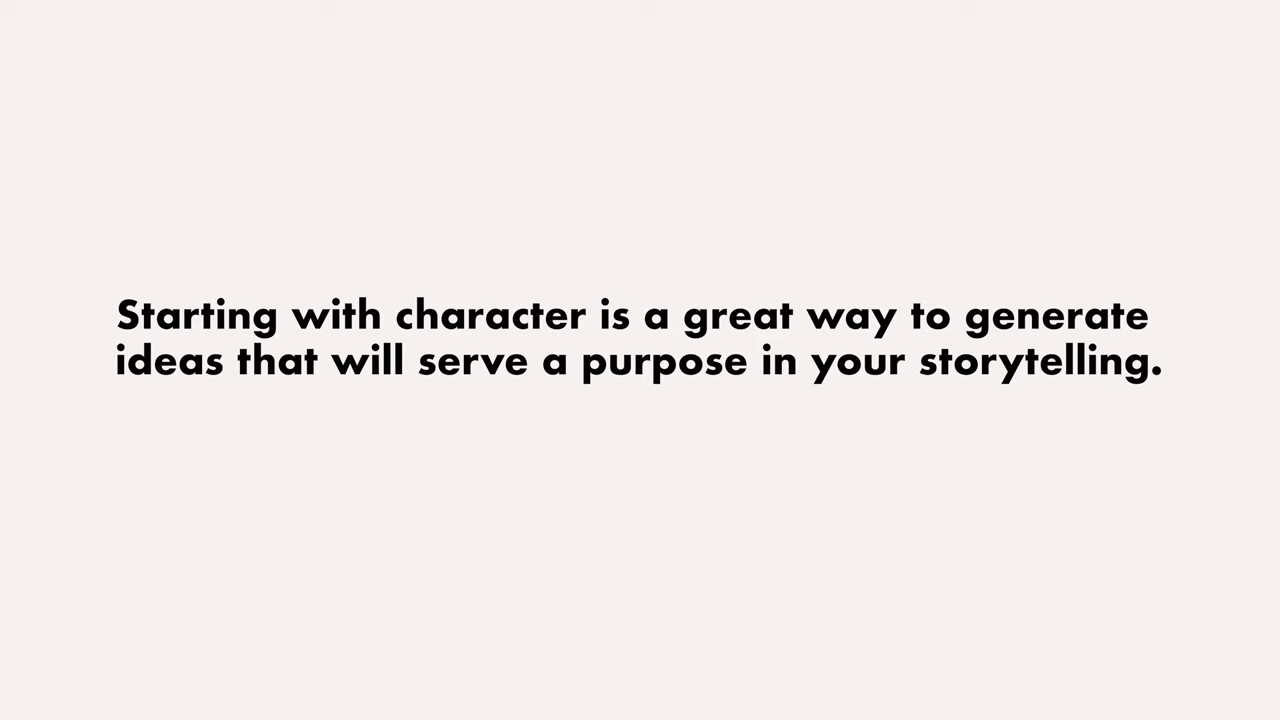 Starting with character is a great way to generate
ideas that will serve a purpose in your storytelling.